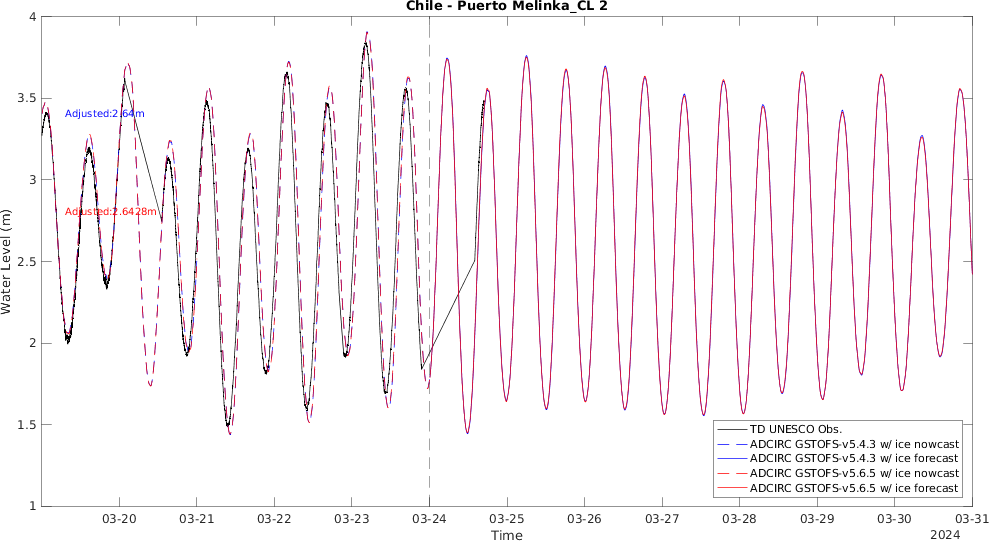 Chile - Puerto Melinka_CL 2
4
3.5
3
2.5
2
1.5
1
Water Level (m)
Adjusted:2.64m
Adjusted:2.6428m
TD UNESCO Obs.
ADCIRC GSTOFS-v5.4.3 w/ ice nowcast
ADCIRC GSTOFS-v5.4.3 w/ ice forecast
ADCIRC GSTOFS-v5.6.5 w/ ice nowcast
ADCIRC GSTOFS-v5.6.5 w/ ice forecast
03-20 03-21 03-22 03-23 03-24 03-25 03-26 03-27 03-28 03-29 03-30 03-31
Time
2024